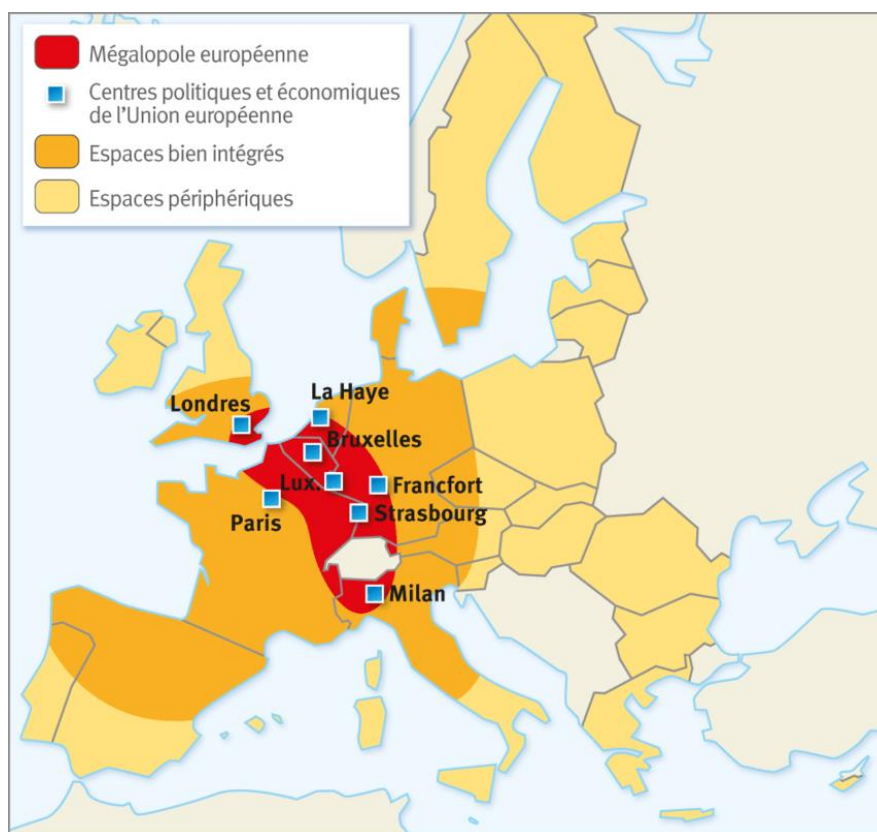 Mégalopole européenne
Centres politiques et économiques
de l'Union européenne
Espaces bien intégrés
Espaces périphériques
La Haye
Londres
Bruxelles
Lux.
Francfort
Paris
Strasbourg
Milan